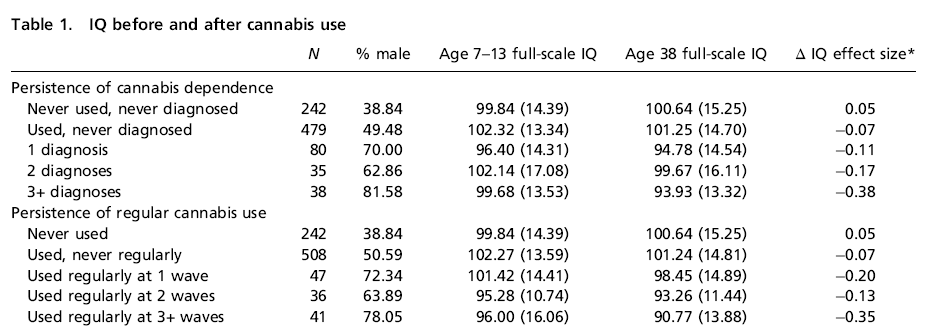 Table 1. IQ before and after cannabis use
N % male Age 7–13 full-scale IQ Age 38 full-scale IQ Δ IQ effect size*
Persistence of cannabis dependence
Never used, never diagnosed 242 38.84 99.84 (14.39) 100.64 (15.25) 0.05
Used, never diagnosed 479 49.48 102.32 (13.34) 101.25 (14.70) −0.07
1 diagnosis 80 70.00 96.40 (14.31) 94.78 (14.54) −0.11
2 diagnoses 35 62.86 102.14 (17.08) 99.67 (16.11) −0.17
3+ diagnoses 38 81.58 99.68 (13.53) 93.93 (13.32) −0.38
Persistence of regular cannabis use
Never used 242 38.84 99.84 (14.39) 100.64 (15.25) 0.05
Used, never regularly 508 50.59 102.27 (13.59) 101.24 (14.81) −0.07
Used regularly at 1 wave 47 72.34 101.42 (14.41) 98.45 (14.89) −0.20
Used regularly at 2 waves 36 63.89 95.28 (10.74) 93.26 (11.44) −0.13
Used regularly at 3+ waves 41 78.05 96.00 (16.06) 90.77 (13.88) −0.35